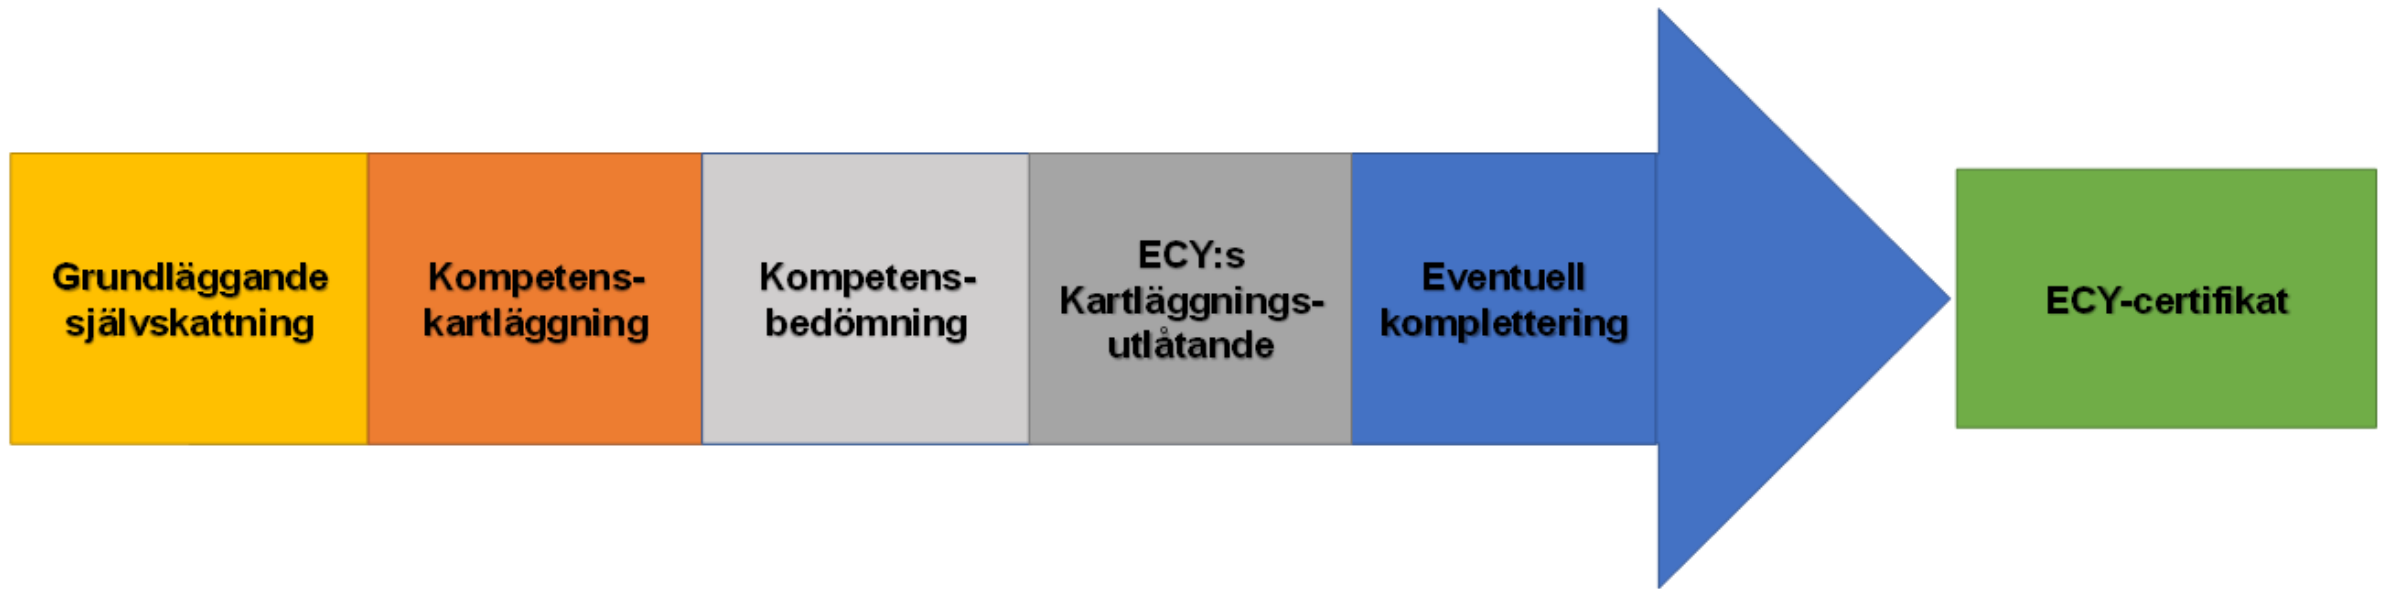 Grundläggande
självskattning
Kompetens-
kartläggning
Kompetens-
bedömning
ECY:s
Kartläggnings-
utlåtande
Eventuell
komplettering
ECY-certifikat